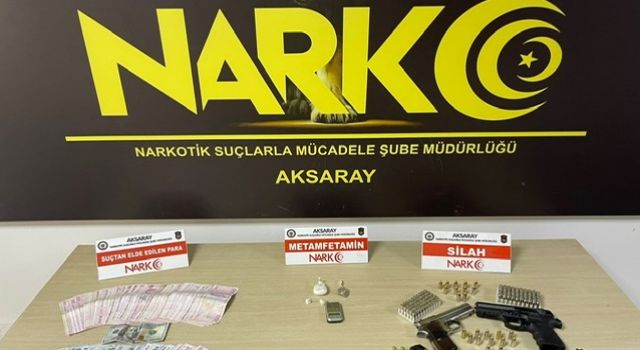 NARKO
NARKOTİK SUÇLARLA MÜCADELE ŞUBE MÜDÜRLÜĞÜ
AKSARAY
AKSARAY
SUÇTAN ELDE EDİLEN PARA
NARKO
AKSARAY
METAMFETAMİN
NARKO
AKSARAY
SİLAH
NARKO